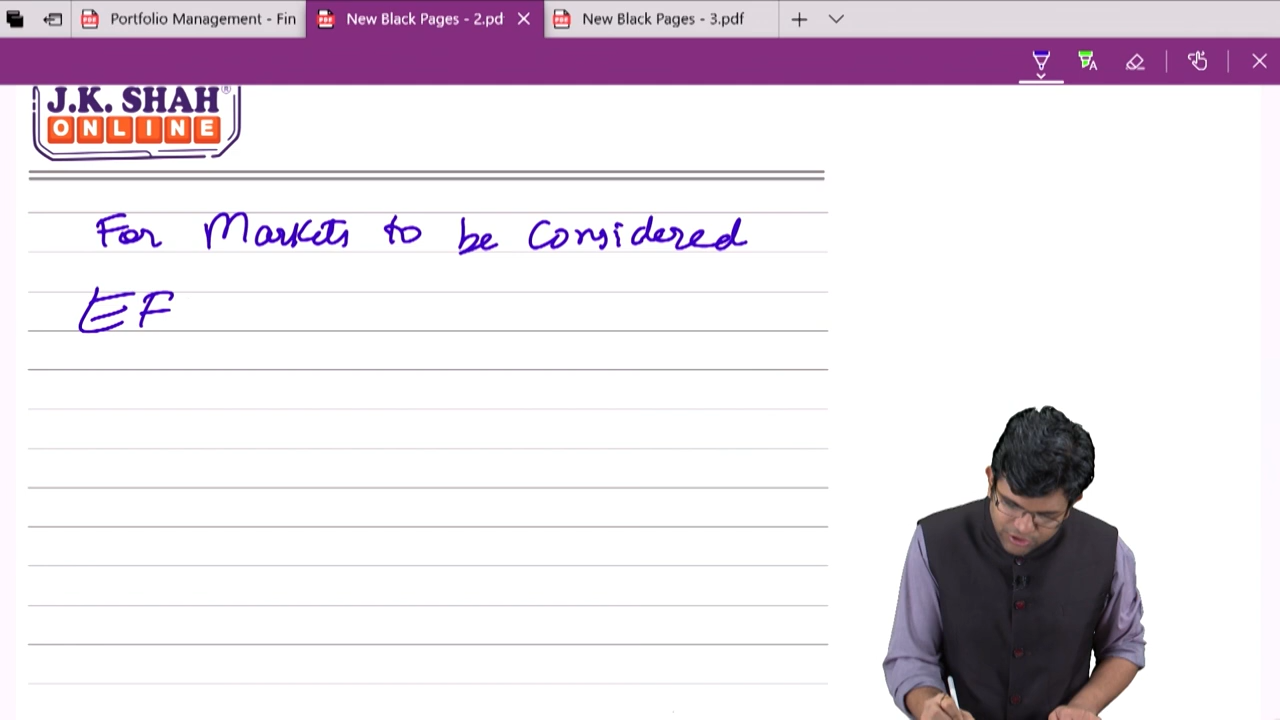 Portfolio Management - Fin
New Black Pages - 2.pd
New Black Pages - 3.pdf
J.K. SHAH®
ONLINE
For Markets to be Considered
EF